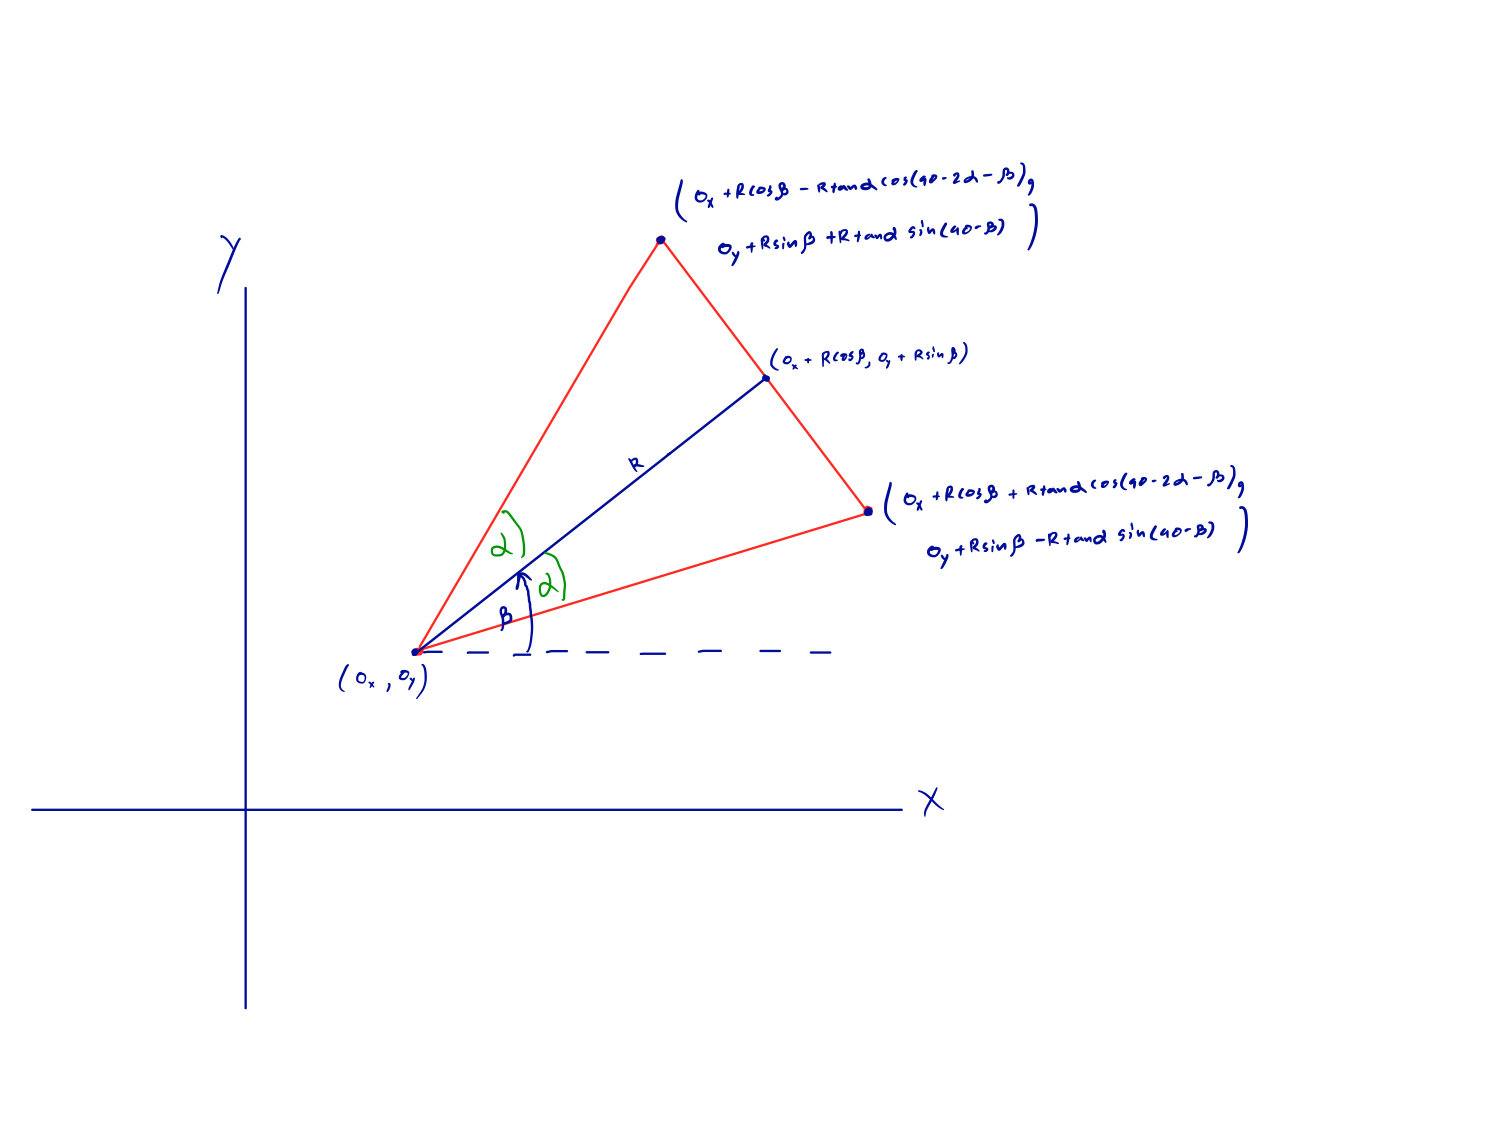 (Ox + Rcosβ - Rtanα cos(90-2α-β),
Oy + Rsinβ + Rtanα sin(90-β) )
y
(Ox + Rcosβ, Oy + Rsinβ)
R
(Ox + Rcosβ + Rtanα cos(90-2α-β),
Oy + Rsinβ - Rtanα sin(90-β) )
α
α
β
(Ox, Oy)
x